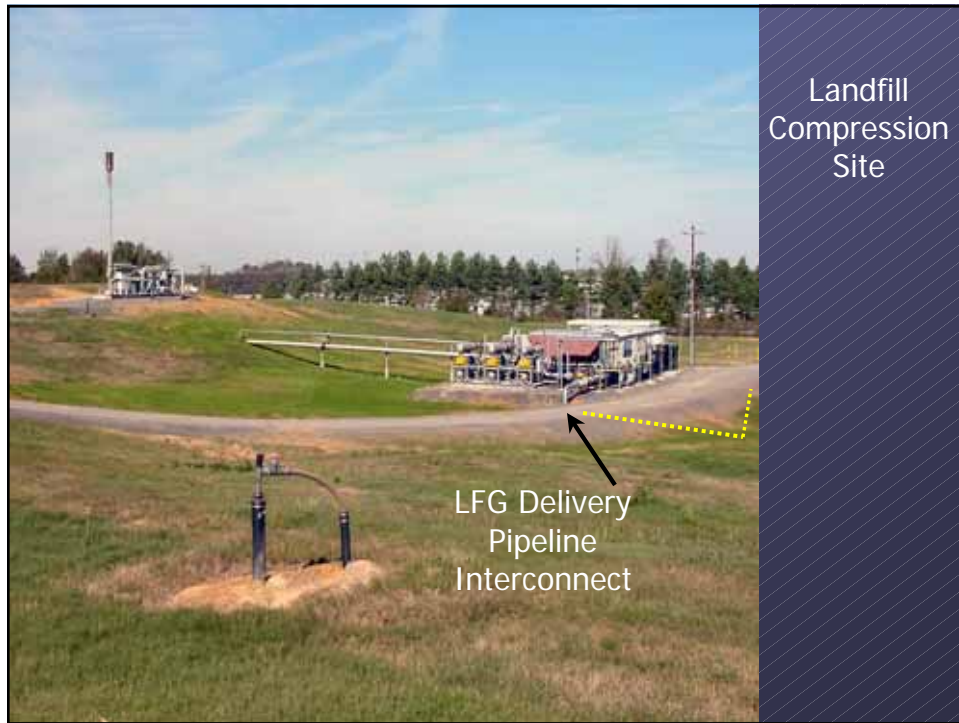 Landfill
Compression
Site
LFG Delivery
Pipeline
Interconnect